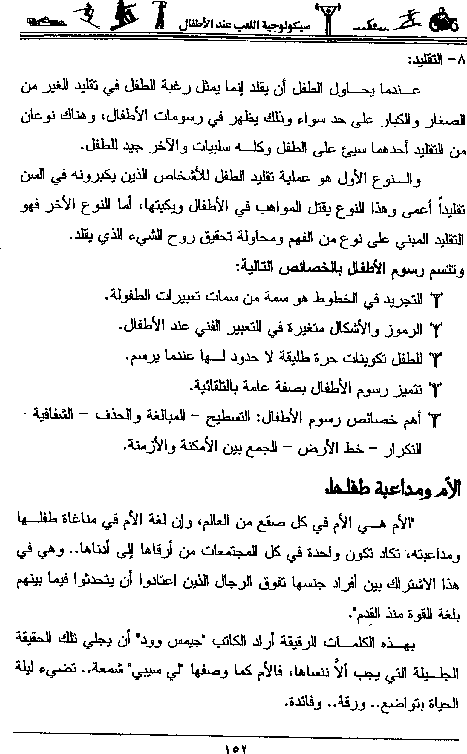 سيكولوجية اللعب عند الأطفال
٨- التقليد:
عندما يحاول الطفل أن يقلد إنما يمثل رغبة الطفل في تقليد الغير من
الصغار والكبار على حد سواء وذلك يظهر في رسومات الأطفال، وهناك نوعان
من التقليد أحدهما سيئ على الطفل وكله سلبيات والآخر جيد للطفل.
والنوع الأول هو عملية تقليد الطفل للأشخاص الذين يكبرونه في السن
تقليداً أعمى وهذا النوع يقتل المواهب في الأطفال ويكبتها، أما النوع الأخر فهو
التقليد المبني على نوع من الفهم ومحاولة تحقيق روح الشيء الذي يقلد.
وتتسم رسوم الأطفال بالخصائص التالية:
التجريد في الخطوط هو سمة من سمات تعبيرات الطفولة.
الرموز والأشكال متغيرة في التعبير الفني عند الأطفال.
للطفل تكوينات حرة طليقة لا حدود لها عندما يرسم.
تتميز رسوم الأطفال بصفة عامة بالتلقائية.
أهم خصائص رسوم الأطفال: التسطيح – المبالغة والحذف – الشفافية
التكرار – خط الأرض – الجمع بين الأمكنة والأزمنة.
الأم ومداعبة طفلها.
"الأم هي الأم في كل صقع من العالم، وإن لغة الأم في مناغاة طفلها
ومداعبته، تكاد تكون واحدة في كل المجتمعات من أرقاها إلى أدناها.. وهي في
هذا الاشتراك بين أفراد جنسها تفوق الرجال الذين اعتادوا أن يتحدثوا فيما بينهم
بلغة القوة منذ القدم".
بهذه الكلمات الرقيقة أراد الكاتب "جيمس وود" أن يجلي تلك الحقيقة
الجليلة التي يجب ألاَّ ننساها، فالأم كما وصفها "لي سيبي" شمعة.. تضيء ليلة
الحياة بتواضع.. ورقة.. وفائدة.
١٥٢